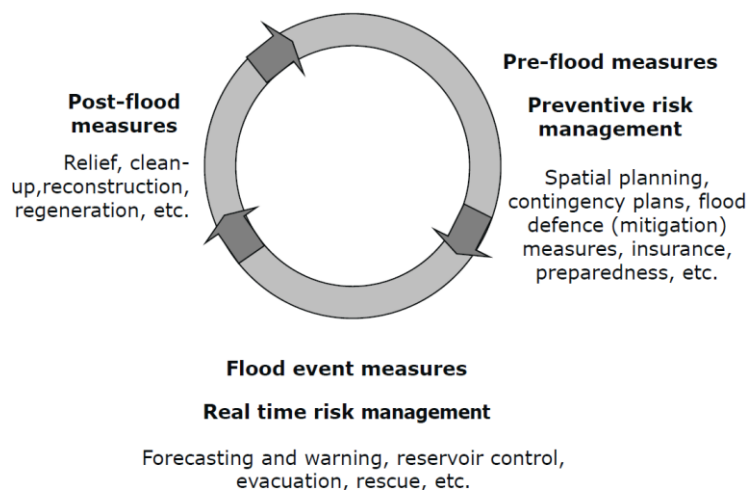 Pre-flood measures
Preventive risk
management
Spatial planning,
contingency plans, flood
defence (mitigation)
measures, insurance,
preparedness, etc.
Flood event measures
Real time risk management
Forecasting and warning, reservoir control,
evacuation, rescue, etc.
Post-flood
measures
Relief, clean-
up,reconstruction,
regeneration, etc.